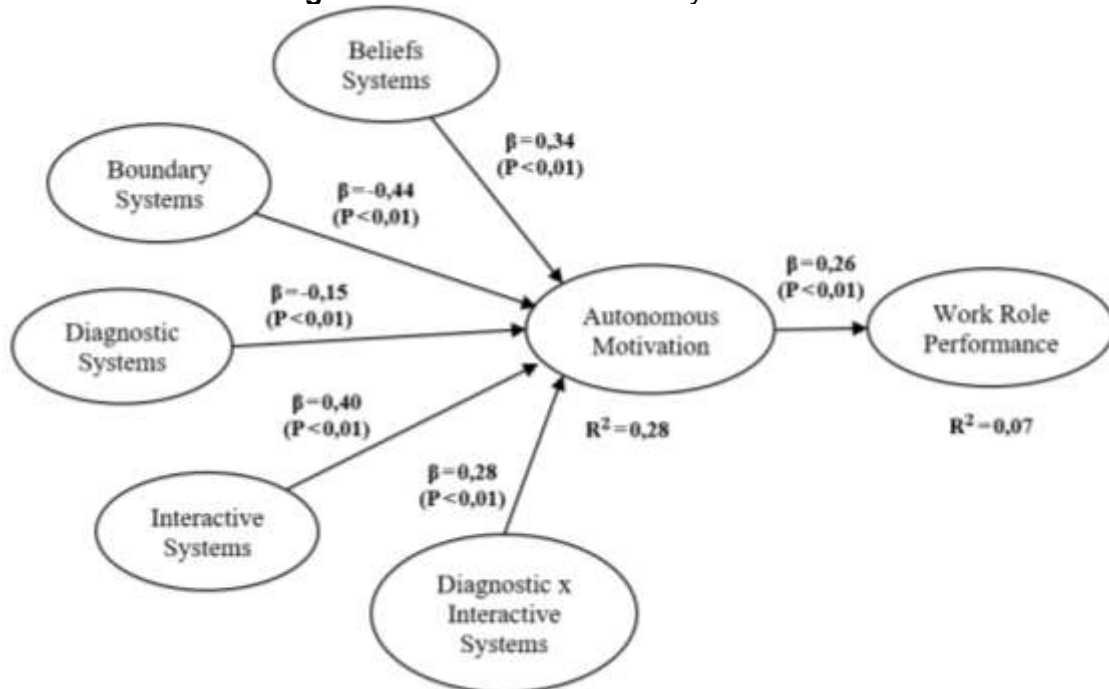 Beliefs
Systems
β=0,34
(P<0,01)
Boundary
Systems
β=-0,44
(P<0,01)
Diagnostic
Systems
β=-0,15
(P<0,01)
Autonomous
Motivation
R²=0,28
β=0,26
(P<0,01)
Work Role
Performance
R²=0,07
Interactive
Systems
β=0,40
(P<0,01)
Diagnostic x
Interactive
Systems
β=0,28
(P<0,01)